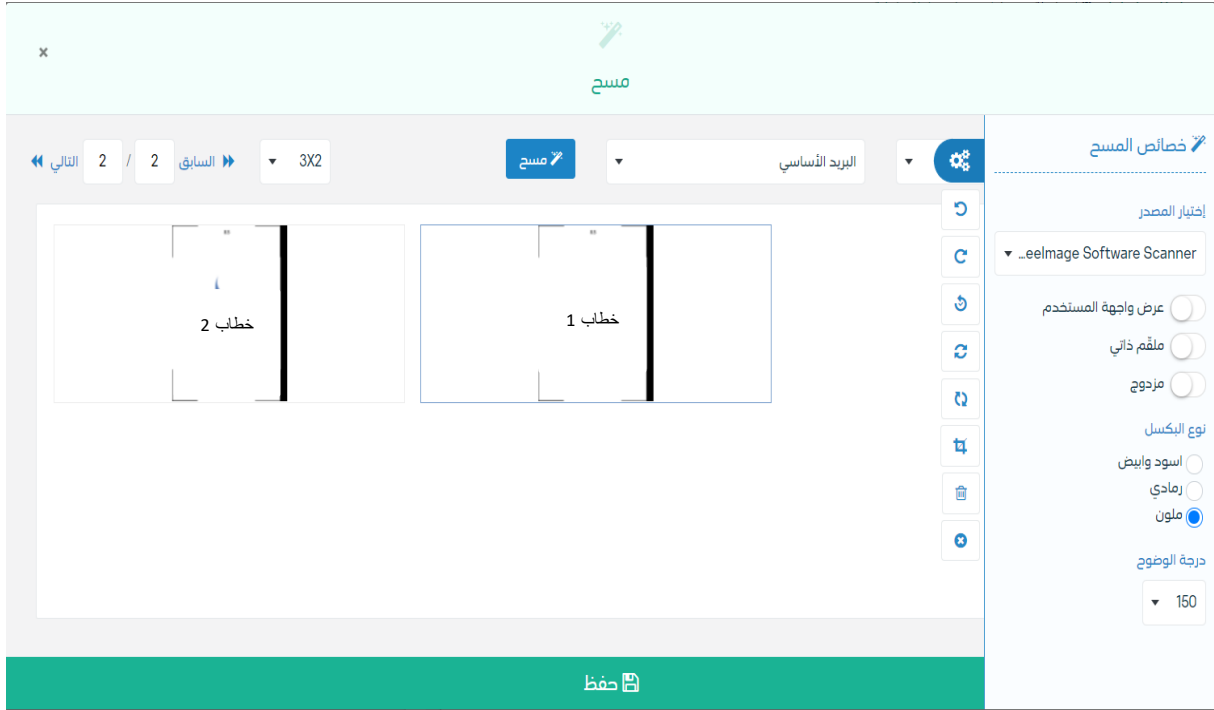 مسح
خصائص المسح
إختيار المصدر
...eeImage Software Scanner
عرض واجهة المستخدم
ملقّم ذاتي
مزدوج
نوع البكسل
اسود وابيض
رمادي
ملون
درجة الوضوح
150
البريد الأساسي
مسح
3X2
السابق 2 / 2 التالي
خطاب 1
خطاب 2
حفظ